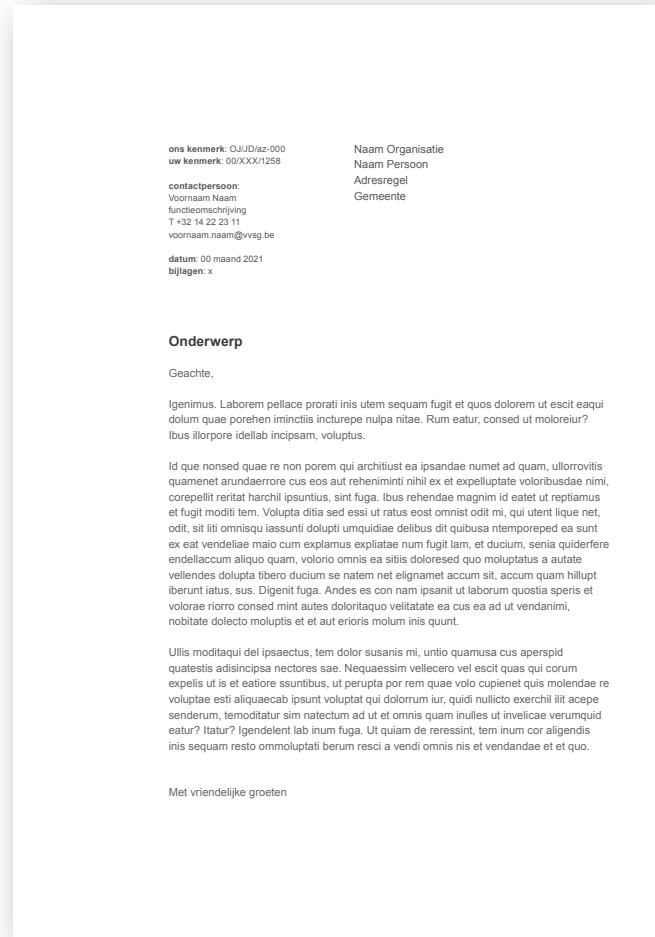 ons kenmerk: OJ/JD/az-000
uw kenmerk: 00/XXX/1258
contactpersoon:
Voornaam Naam
functieomschrijving
T +32 14 22 23 11
voornaam.naam@vvsg.be
datum: 00 maand 2021
bijlagen: x
Naam Organisatie
Naam Persoon
Adresregel
Gemeente
Onderwerp
Geachte,
Igenimus. Laborem pellace prorati inis utem sequam fugit et quos dolorem ut escit eaqui
dolum quae porehen iminctiis incturepe nulpa nitae. Rum eatur, consed ut moloreiur?
Ibus illorpore idellab incipsam, voluptus.
Id que nonsed quae re non porem qui architiust ea ipsandae numet ad quam, ullorrovitis
quamenet arundaerrore cus eos aut reheniminti nihil ex et expelluptate voloribusdae nimi,
corepellit reritat harchil ipsuntius, sint fuga. Ibus rehendae magnim id eatet ut reptiamus
et fugit moditi tem. Volupta ditia sed essi ut ratus eost omnist odit mi, qui utent lique net,
odit, sit liti omnisqu iassunti dolupti umquidiae delibus dit quibusa ntemporeped ea sunt
ex eat vendeliae maio cum explamus expliatae num fugit lam, et ducium, senia quiderfere
endellaccum aliquo quam, volorio omnis ea sitiis doloresed quo moluptatus a autate
vellendes dolupta tibero ducium se natem net elignamet accum sit, accum quam hillupt
iberunt iatus, sus. Digenit fuga. Andes es con nam ipsanit ut laborum quostia speris et
volorae riorro consed mint autes doloritaquo velitatate ea cus ea ad ut vendanimi,
nobitate dolecto moluptis et et aut erioris molum inis quunt.
Ullis moditaqui del ipsaectus, tem dolor susanis mi, untio quamusa cus aperspid
quatestis adisincipsa nectores sae. Nequaessim vellecero vel escit quas qui corum
expelis ut is et eatiore ssuntibus, ut perupta por rem quae volo cupienet quis molendae re
voluptae esti aliquaecab ipsunt voluptat qui dolorrum iur, quidi nullicto exerchil ilit acepe
senderum, temoditatur sim natectum ad ut et omnis quam inulles ut invelicae verumquid
eatur? Itatur? Igendelent lab inum fuga. Ut quiam de reressint, tem inum cor aligendis
inis sequam resto ommoluptati berum resci a vendi omnis nis et vendandae et et quo.
Met vriendelijke groeten